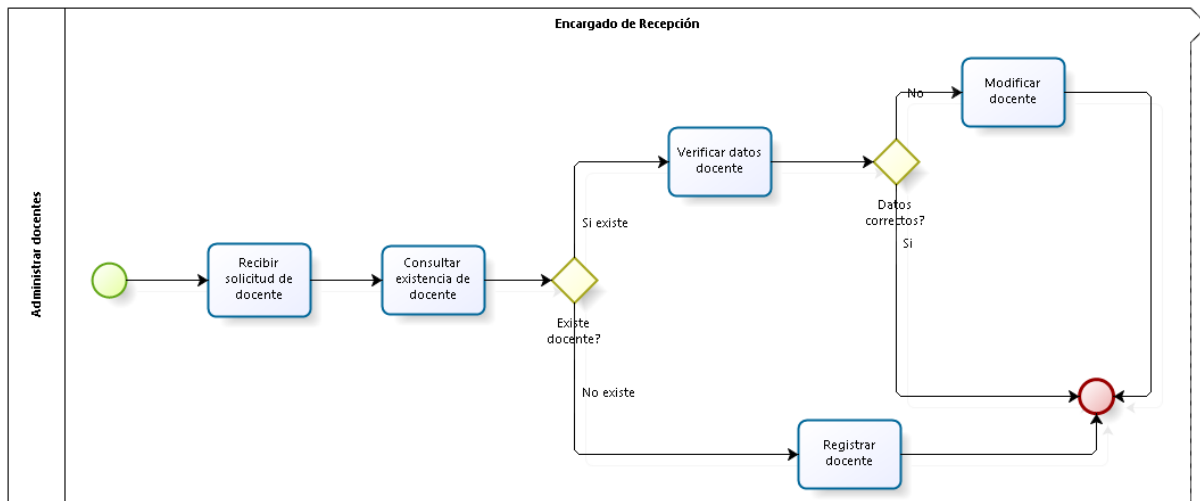 Encargado de Recepción
Administrar docentes
Recibir
solicitud de
docente
Consultar
existencia de
docente
Existe
docente?
Si existe
Verificar datos
docente
Datos
correctos?
No
Modificar
docente
Si
No existe
Registrar
docente